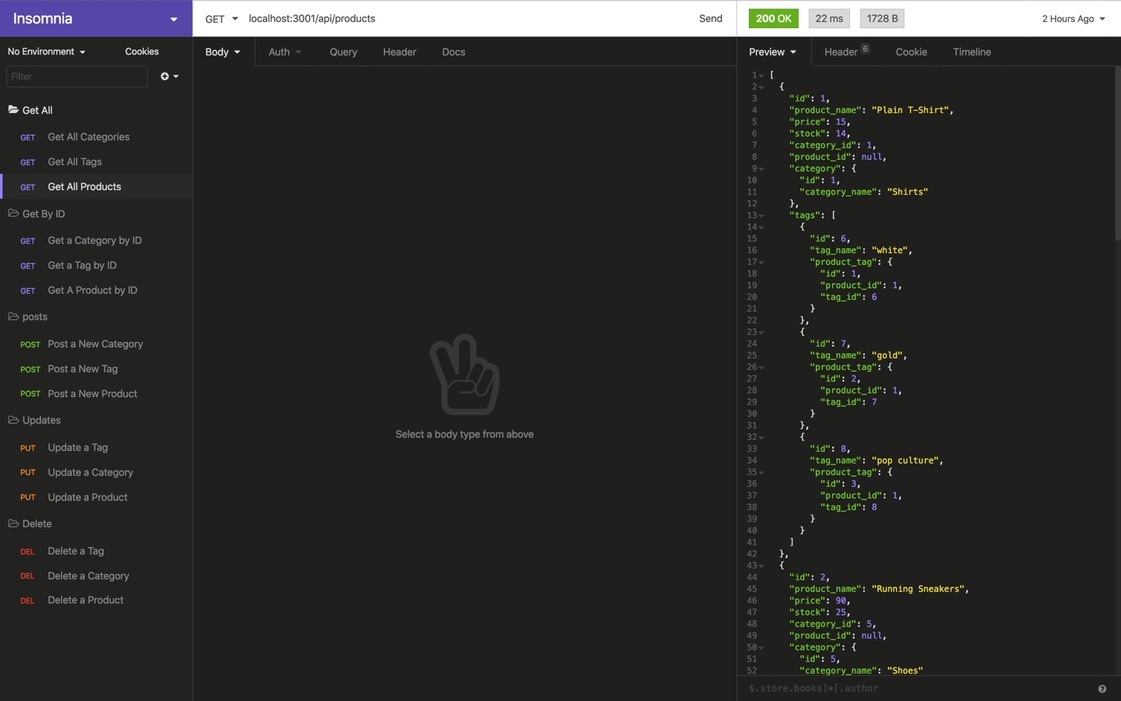 Insomnia
GET localhost:3001/api/products Send
200 OK 22 ms 1728 B 2 Hours Ago
No Environment Cookies
Filter
Get All
GET Get All Categories
GET Get All Tags
GET Get All Products
Get By ID
GET Get a Category by ID
GET Get a Tag by ID
GET Get A Product by ID
posts
POST Post a New Category
POST Post a New Tag
POST Post a New Product
Updates
PUT Update a Tag
PUT Update a Category
PUT Update a Product
Delete
DEL Delete a Tag
DEL Delete a Category
DEL Delete a Product
Body Auth Query Header Docs
Select a body type from above
Preview Header 6 Cookie Timeline
1 [
2 {
3 "id": 1,
4 "product_name": "Plain T-Shirt",
5 "price": 15,
6 "stock": 14,
7 "category_id": 1,
8 "product_id": null,
9 "category": {
10 "id": 1,
11 "category_name": "Shirts"
12 },
13 "tags": [
14 {
15 "id": 6,
16 "tag_name": "white",
17 "product_tag": {
18 "id": 1,
19 "product_id": 1,
20 "tag_id": 6
21 }
22 },
23 {
24 "id": 7,
25 "tag_name": "gold",
26 "product_tag": {
27 "id": 2,
28 "product_id": 1,
29 "tag_id": 7
30 }
31 },
32 {
33 "id": 8,
34 "tag_name": "pop culture",
35 "product_tag": {
36 "id": 3,
37 "product_id": 1,
38 "tag_id": 8
39 }
40 }
41 ]
42 },
43 {
44 "id": 2,
45 "product_name": "Running Sneakers",
46 "price": 90,
47 "stock": 25,
48 "category_id": 5,
49 "product_id": null,
50 "category": {
51 "id": 5,
52 "category_name": "Shoes"
$.store.books[*].author